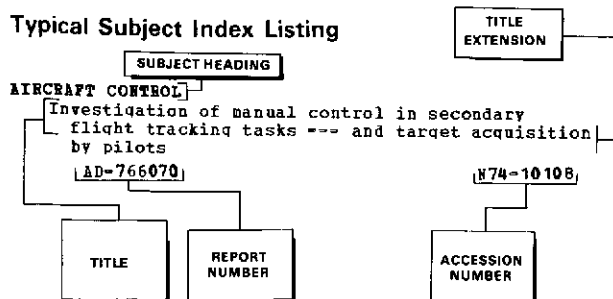 Typical Subject Index Listing
TITLE
EXTENSION
SUBJECT HEADING
AIRCRAFT CONTROL
Investigation of manual control in secondary
flight tracking tasks --- and target acquisition
by pilots
AD-766070
N74-10108
TITLE
REPORT
NUMBER
ACCESSION
NUMBER